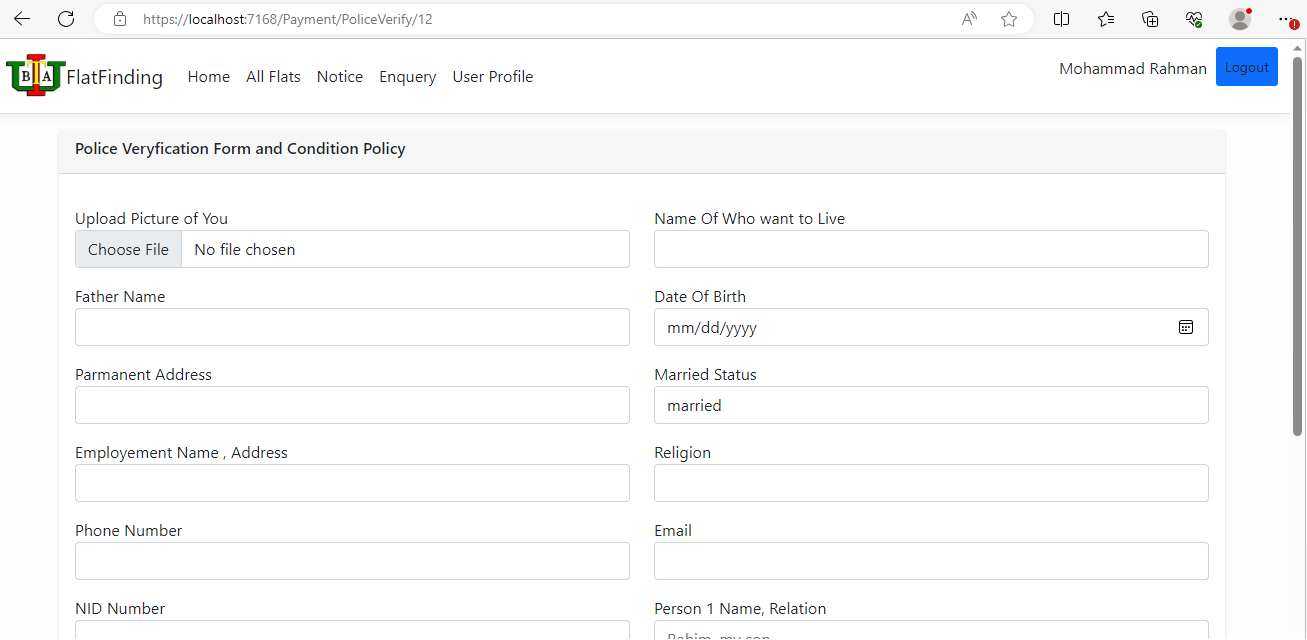 https://localhost:7168/Payment/PoliceVerify/12
BIA FlatFinding Home All Flats Notice Enquery User Profile Mohammad Rahman Logout
Police Veryfication Form and Condition Policy
Upload Picture of You Name Of Who want to Live
Choose File No file chosen
Father Name Date Of Birth
mm/dd/yyyy
Parmanent Address Married Status
married
Employement Name , Address Religion
Phone Number Email
NID Number Person 1 Name, Relation
Rahim, my son